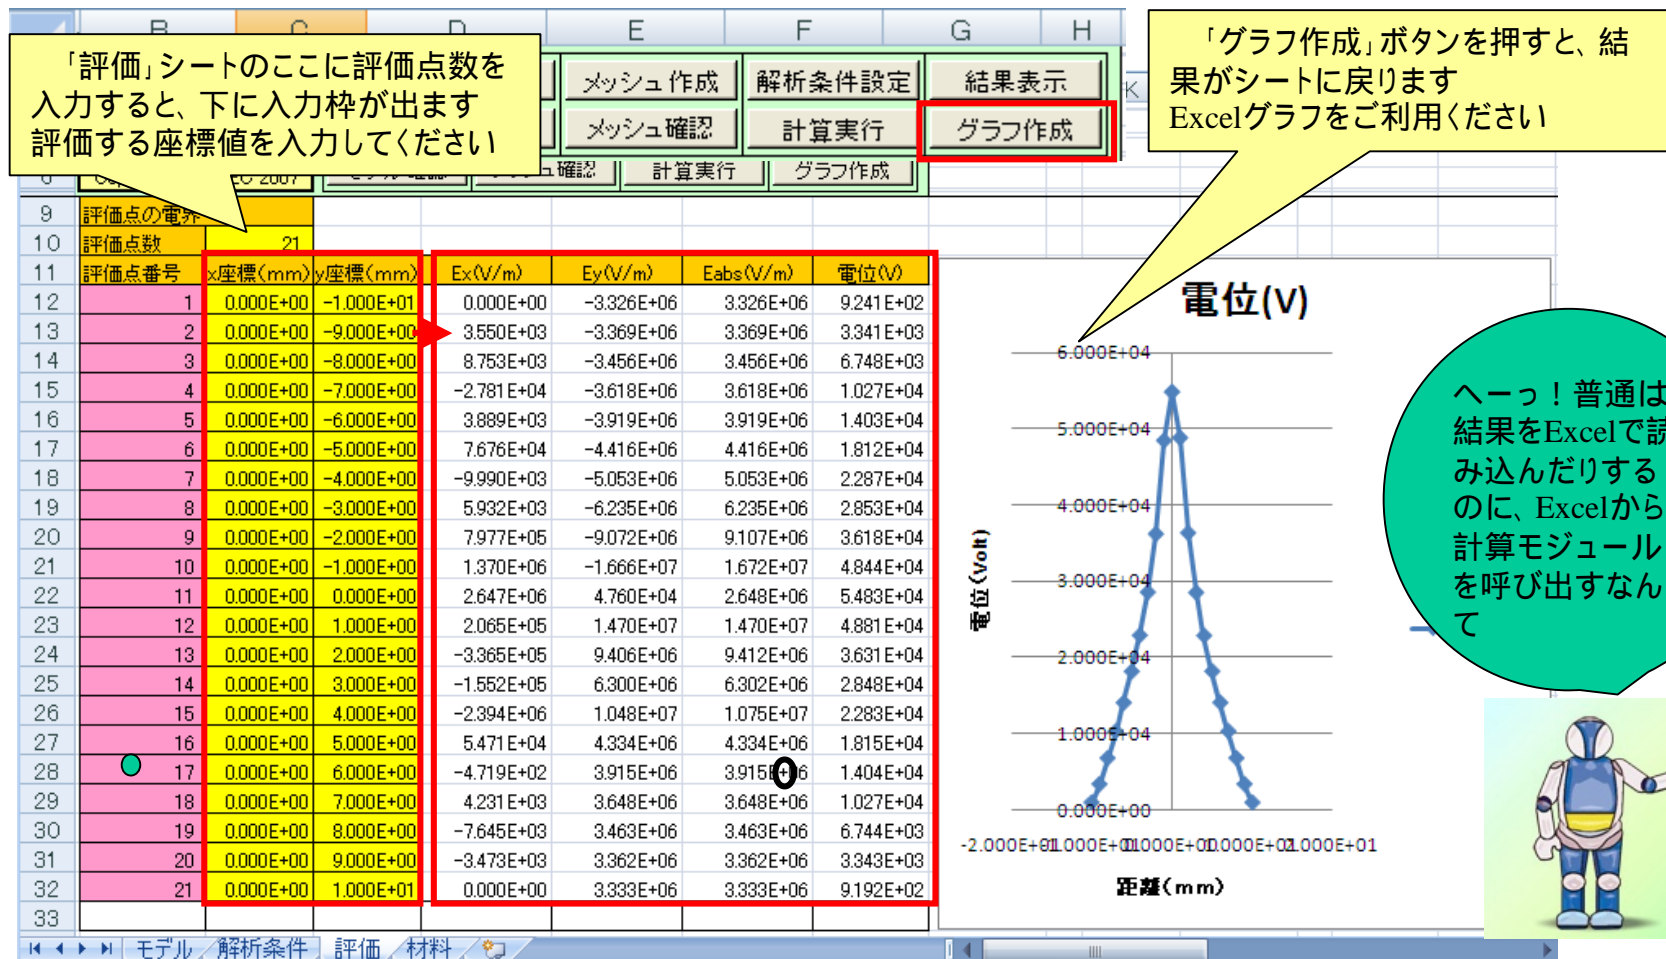 B C D E F G H
「評価」シートのここに評価点数を
入力すると、下に入力枠が出ます
評価する座標値を入力してください
「グラフ作成」ボタンを押すと、結
果がシートに戻ります
Excelグラフをご利用ください
メッシュ作成 解析条件設定 結果表示 K
メッシュ確認 計算実行 グラフ作成
確認 計算実行 グラフ作成
9 評価点の電界
10 評価点数 21
11 評価点番号 x座標(mm) y座標(mm) Ex(V/m) Ey(V/m) Eabs(V/m) 電位(V)
12 1 0.000E+00 -1.000E+01 0.000E+00 -3.326E+06 3.326E+06 9.241E+02
13 2 0.000E+00 -9.000E+00 3.550E+03 -3.369E+06 3.369E+06 3.341E+03
14 3 0.000E+00 -8.000E+00 8.753E+03 -3.456E+06 3.456E+06 6.748E+03
15 4 0.000E+00 -7.000E+00 -2.781E+04 -3.618E+06 3.618E+06 1.027E+04
16 5 0.000E+00 -6.000E+00 3.889E+03 -3.919E+06 3.919E+06 1.403E+04
17 6 0.000E+00 -5.000E+00 7.676E+04 -4.416E+06 4.416E+06 1.812E+04
18 7 0.000E+00 -4.000E+00 -9.990E+03 -5.053E+06 5.053E+06 2.287E+04
19 8 0.000E+00 -3.000E+00 5.932E+03 -6.235E+06 6.235E+06 2.853E+04
20 9 0.000E+00 -2.000E+00 7.977E+05 -9.072E+06 9.107E+06 3.618E+04
21 10 0.000E+00 -1.000E+00 1.370E+06 -1.666E+07 1.672E+07 4.844E+04
22 11 0.000E+00 0.000E+00 2.647E+06 4.760E+04 2.648E+06 5.483E+04
23 12 0.000E+00 1.000E+00 2.065E+05 1.470E+07 1.470E+07 4.881E+04
24 13 0.000E+00 2.000E+00 -3.365E+05 9.406E+06 9.412E+06 3.631E+04
25 14 0.000E+00 3.000E+00 -1.552E+05 6.300E+06 6.302E+06 2.848E+04
26 15 0.000E+00 4.000E+00 -2.394E+06 1.048E+07 1.075E+07 2.283E+04
27 16 0.000E+00 5.000E+00 5.471E+04 4.334E+06 4.334E+06 1.815E+04
28 17 0.000E+00 6.000E+00 -4.719E+02 3.915E+06 3.915E+06 1.404E+04
29 18 0.000E+00 7.000E+00 4.231E+03 3.648E+06 3.648E+06 1.027E+04
30 19 0.000E+00 8.000E+00 -7.645E+03 3.463E+06 3.463E+06 6.744E+03
31 20 0.000E+00 9.000E+00 -3.473E+03 3.362E+06 3.362E+06 3.343E+03
32 21 0.000E+00 1.000E+01 0.000E+00 3.333E+06 3.333E+06 9.192E+02
33
電位(V)
6.000E+04
5.000E+04
4.000E+04
3.000E+04
2.000E+04
1.000E+04
0.000E+00
電位(Volt)
-2.000E+01 -1.000E+01 0.000E+00 1.000E+01 2.000E+01
距離(mm)
へーっ！普通は
結果をExcelで読
み込んだりする
のに、Excelから
計算モジュール
を呼び出すなん
て
モデル 解析条件 評価 材料